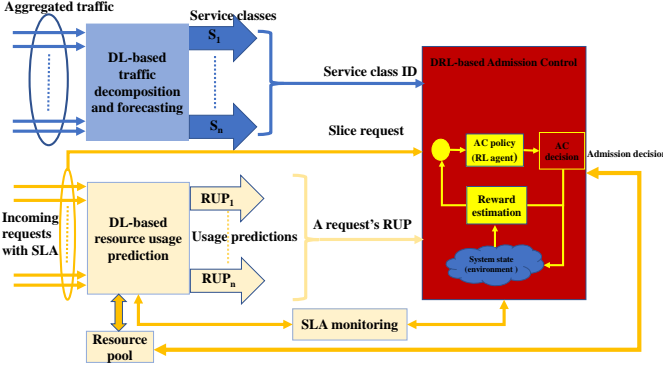 Aggregated traffic
Service classes
S1
DL-based
traffic
decomposition
and forecasting
Sn
Service class ID
DRL-based Admission Control
Slice request
AC policy
(RL agent)
AC
decision
Admission decision
Reward
estimation
System state
(environment )
Incoming
requests
with SLA
DL-based
resource usage
prediction
RUP1
Usage predictions
RUPn
A request's RUP
SLA monitoring
Resource
pool